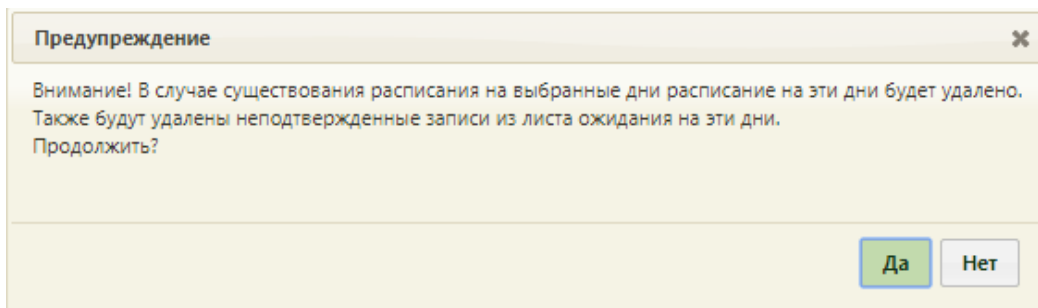 Предупреждение
Внимание! В случае существования расписания на выбранные дни расписание на эти дни будет удалено.
Также будут удалены неподтвержденные записи из листа ожидания на эти дни.
Продолжить?
Да
Нет